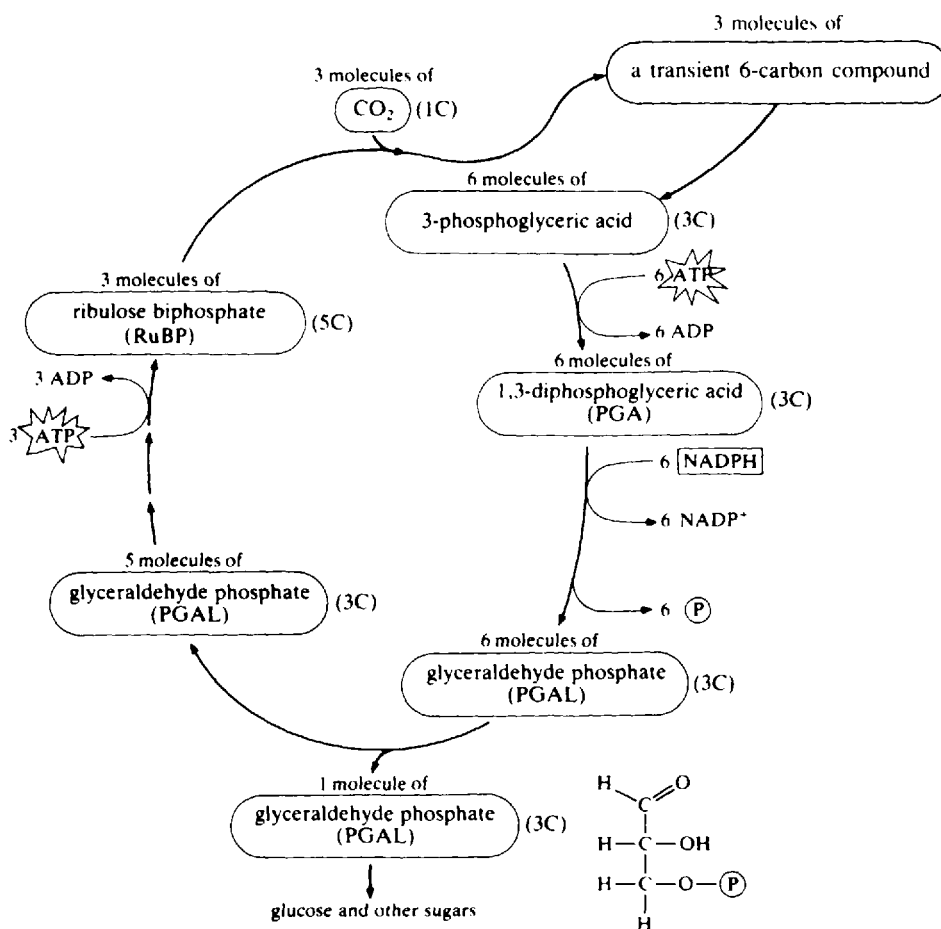 3 molecules of
a transient 6-carbon compound
3 molecules of
CO₂ (1C)
6 molecules of
3-phosphoglyceric acid (3C)
6 ATP
6 ADP
3 molecules of
ribulose biphosphate
(RuBP) (5C)
3 ADP
3 ATP
6 molecules of
1,3-diphosphoglyceric acid
(PGA) (3C)
6 NADPH
6 NADP⁺
6 P
5 molecules of
glyceraldehyde phosphate
(PGAL) (3C)
6 molecules of
glyceraldehyde phosphate
(PGAL) (3C)
1 molecule of
glyceraldehyde phosphate
(PGAL) (3C)
glucose and other sugars
H O
C
H—C—OH
H—C—O—P
H